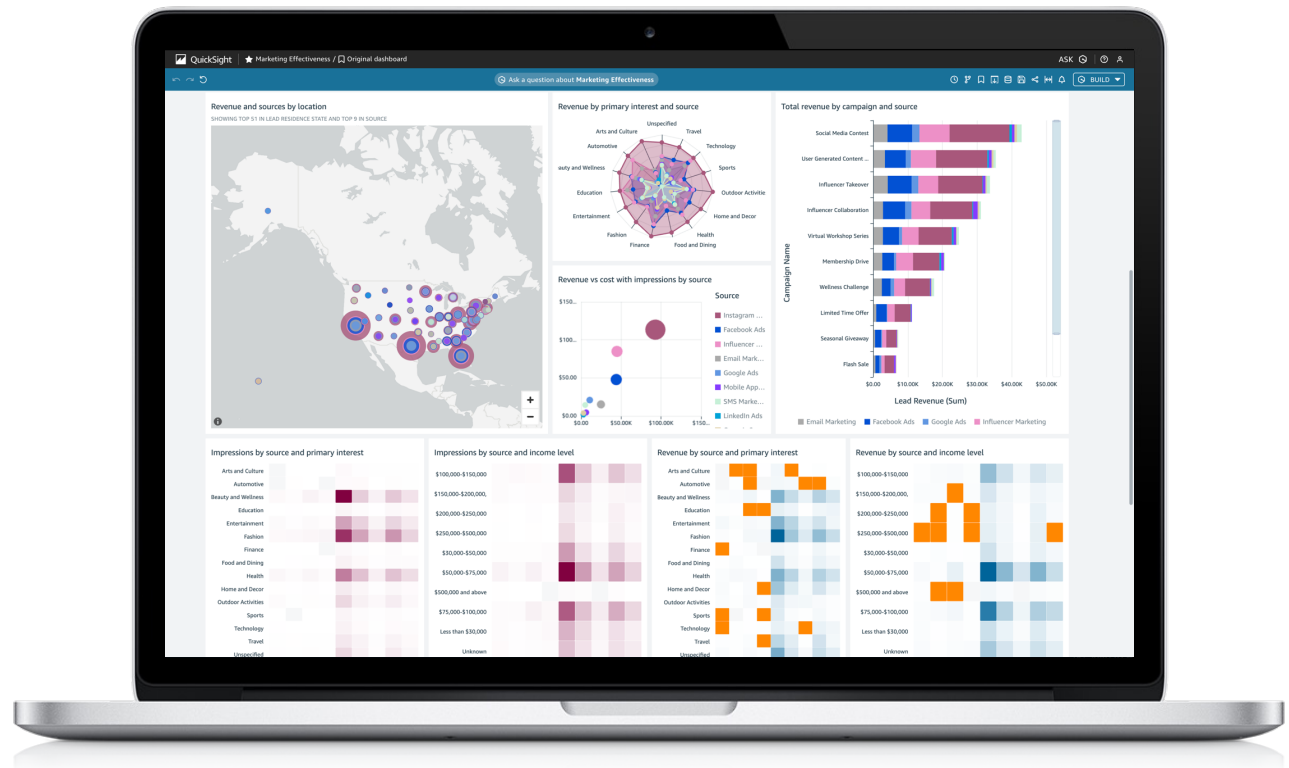 QuickSight
Marketing Effectiveness / Original dashboard
ASK
Ask a question about Marketing Effectiveness
BUILD
Revenue and sources by location
SHOWING TOP 51 IN LEAD RESIDENCE STATE AND TOP 9 IN SOURCE
+
−
Revenue by primary interest and source
Unspecified
Travel
Technology
Sports
Outdoor Activitie
Home and Decor
Health
Food and Dining
Finance
Fashion
Entertainment
Education
auty and Wellness
Automotive
Arts and Culture
Revenue vs cost with impressions by source
$150...
$100...
$50.00
$0.00
$0.00
$50.00K
$100.00K
$150...
Source
Instagram ...
Facebook Ads
Influencer ...
Email Mark...
Google Ads
Mobile App...
SMS Marke...
LinkedIn Ads
Total revenue by campaign and source
Campaign Name
Social Media Contest
User Generated Content ...
Influencer Takeover
Influencer Collaboration
Virtual Workshop Series
Membership Drive
Wellness Challenge
Limited Time Offer
Seasonal Giveaway
Flash Sale
$0.00
$10.00K
$20.00K
$30.00K
$40.00K
$50.00K
Lead Revenue (Sum)
Email Marketing
Facebook Ads
Google Ads
Influencer Marketing
Impressions by source and primary interest
Arts and Culture
Automotive
Beauty and Wellness
Education
Entertainment
Fashion
Finance
Food and Dining
Health
Home and Decor
Outdoor Activities
Sports
Technology
Travel
Unspecified
Impressions by source and income level
$100,000-$150,000
$150,000-$200,000,
$200,000-$250,000
$250,000-$500,000
$30,000-$50,000
$50,000-$75,000
$500,000 and above
$75,000-$100,000
Less than $30,000
Unknown
Revenue by source and primary interest
Arts and Culture
Automotive
Beauty and Wellness
Education
Entertainment
Fashion
Finance
Food and Dining
Health
Home and Decor
Outdoor Activities
Sports
Technology
Travel
Unspecified
Revenue by source and income level
$100,000-$150,000
$150,000-$200,000,
$200,000-$250,000
$250,000-$500,000
$30,000-$50,000
$50,000-$75,000
$500,000 and above
$75,000-$100,000
Less than $30,000
Unknown